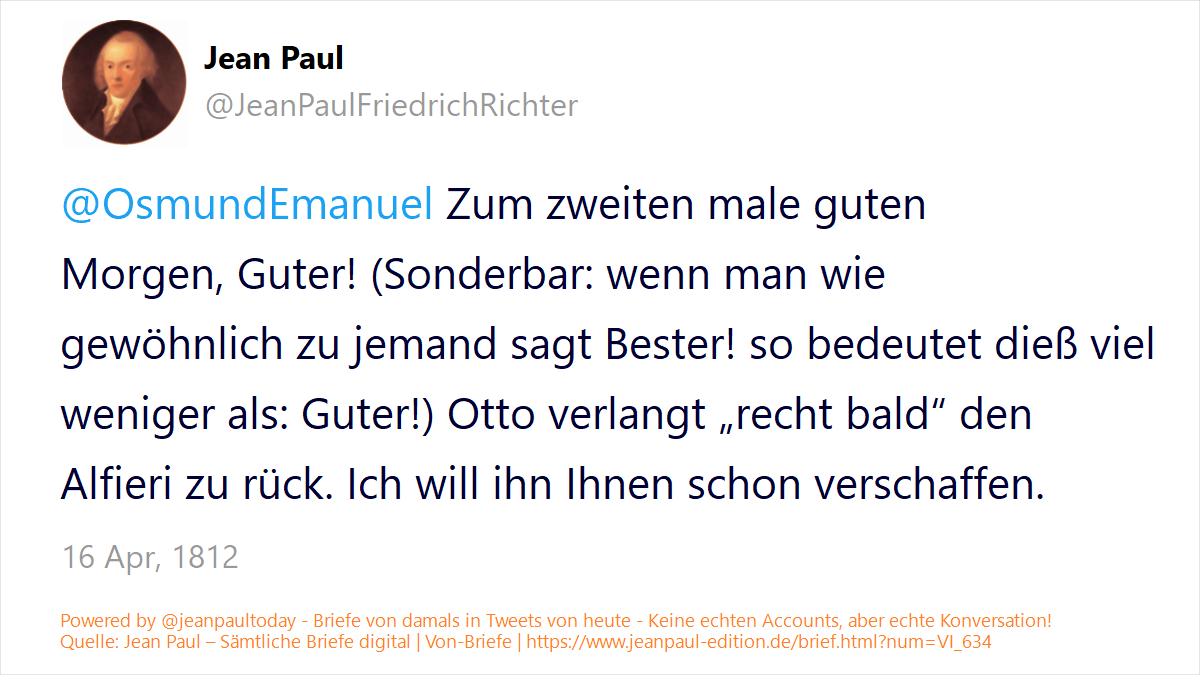 Jean Paul
@JeanPaulFriedrichRichter
@OsmundEmanuel Zum zweiten male guten
Morgen, Guter! (Sonderbar: wenn man wie
gewöhnlich zu jemand sagt Bester! so bedeutet dieß viel
weniger als: Guter!) Otto verlangt „recht bald“ den
Alfieri zu rück. Ich will ihn Ihnen schon verschaffen.
16 Apr, 1812
Powered by @jeanpaultoday - Briefe von damals in Tweets von heute - Keine echten Accounts, aber echte Konversation!
Quelle: Jean Paul – Sämtliche Briefe digital | Von-Briefe | https://www.jeanpaul-edition.de/brief.html?num=VI_634